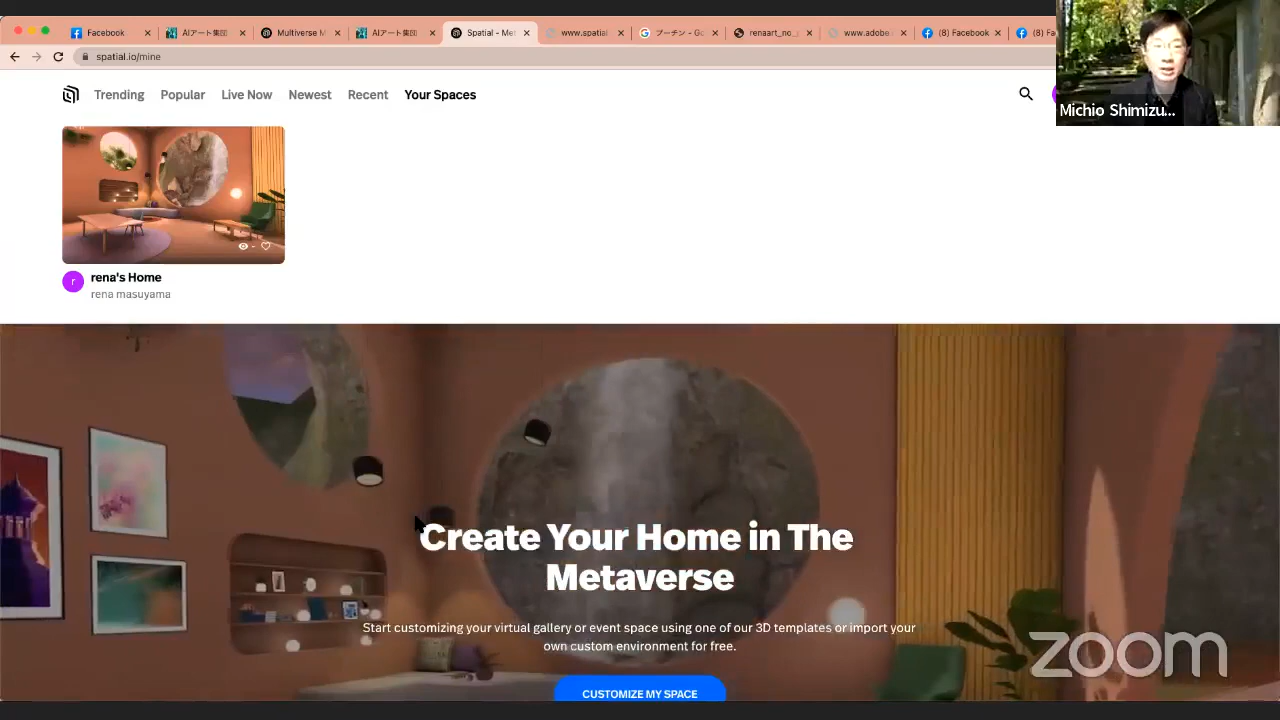 Facebook
AIアート集団
Multiverse M
AIアート集団
Spatial - Met
www.spatial
プーチン - Go
renaart_no_
www.adobe.
(8) Facebook
(8) Fa
spatial.io/mine
Michio Shimizu...
Trending
Popular
Live Now
Newest
Recent
Your Spaces
r
rena's Home
rena masuyama
Create Your Home in The
Metaverse
Start customizing your virtual gallery or event space using one of our 3D templates or import your
own custom environment for free.
CUSTOMIZE MY SPACE
zoom